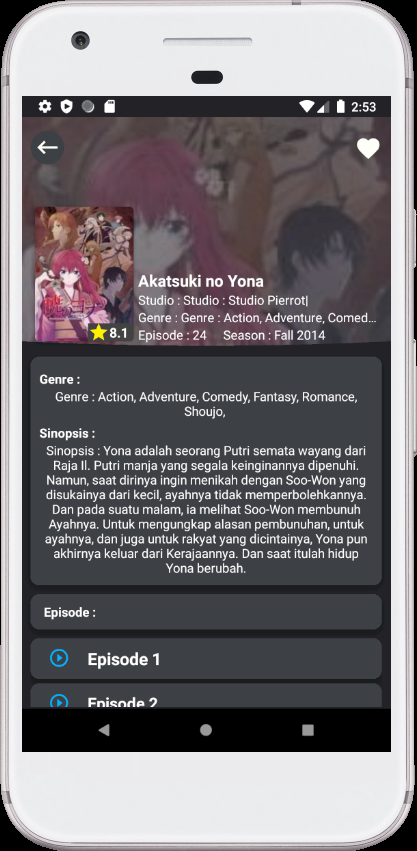 2:53
Akatsuki no Yona
Studio : Studio : Studio Pierrot|
Genre : Genre : Action, Adventure, Comed...
8.1
Episode : 24 Season : Fall 2014
Genre :
Genre : Action, Adventure, Comedy, Fantasy, Romance,
Shoujo,
Sinopsis :
Sinopsis : Yona adalah seorang Putri semata wayang dari
Raja Il. Putri manja yang segala keinginannya dipenuhi.
Namun, saat dirinya ingin menikah dengan Soo-Won yang
disukainya dari kecil, ayahnya tidak memperbolehkannya.
Dan pada suatu malam, ia melihat Soo-Won membunuh
Ayahnya. Untuk mengungkap alasan pembunuhan, untuk
ayahnya, dan juga untuk rakyat yang dicintainya, Yona pun
akhirnya keluar dari Kerajaannya. Dan saat itulah hidup
Yona berubah.
Episode :
Episode 1
Episode 2